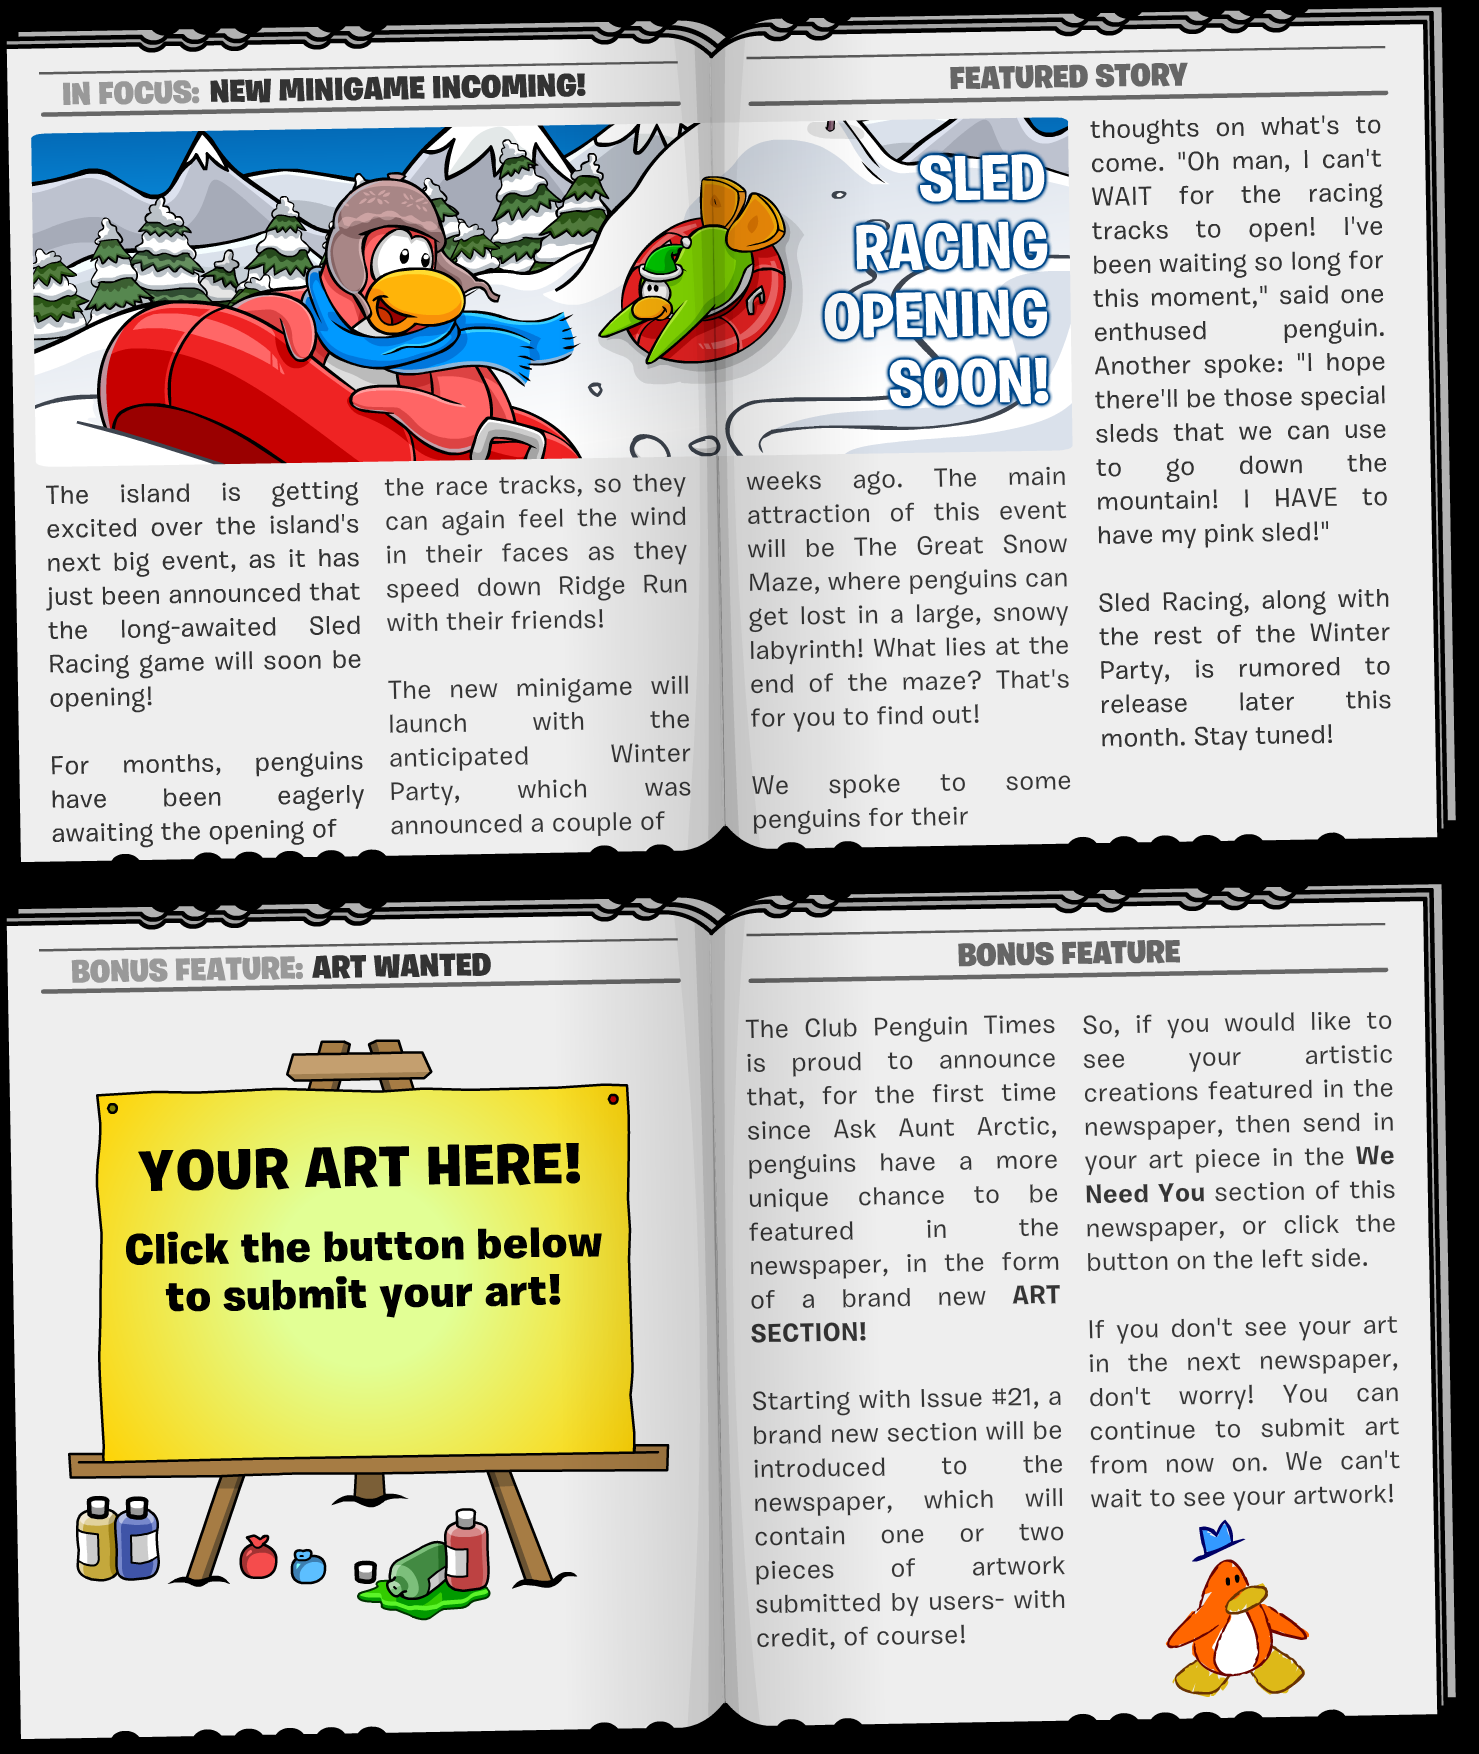 IN FOCUS: NEW MINIGAME INCOMING!
FEATURED STORY
SLED
RACING
OPENING
SOON!
The island is getting
excited over the island's
next big event, as it has
just been announced that
the long-awaited Sled
Racing game will soon be
opening!
For months, penguins
have been eagerly
awaiting the opening of
the race tracks, so they
can again feel the wind
in their faces as they
speed down Ridge Run
with their friends!
The new minigame will
launch with the
anticipated Winter
Party, which was
announced a couple of
weeks ago. The main
attraction of this event
will be The Great Snow
Maze, where penguins can
get lost in a large, snowy
labyrinth! What lies at the
end of the maze? That's
for you to find out!
We spoke to some
penguins for their
thoughts on what's to
come. "Oh man, I can't
WAIT for the racing
tracks to open! I've
been waiting so long for
this moment," said one
enthused penguin.
Another spoke: "I hope
there'll be those special
sleds that we can use
to go down the
mountain! I HAVE to
have my pink sled!"
Sled Racing, along with
the rest of the Winter
Party, is rumored to
release later this
month. Stay tuned!
BONUS FEATURE: ART WANTED
BONUS FEATURE
YOUR ART HERE!
Click the button below
to submit your art!
The Club Penguin Times
is proud to announce
that, for the first time
since Ask Aunt Arctic,
penguins have a more
unique chance to be
featured in the
newspaper, in the form
of a brand new ART
SECTION!
Starting with Issue #21, a
brand new section will be
introduced to the
newspaper, which will
contain one or two
pieces of artwork
submitted by users- with
credit, of course!
So, if you would like to
see your artistic
creations featured in the
newspaper, then send in
your art piece in the We
Need You section of this
newspaper, or click the
button on the left side.
If you don't see your art
in the next newspaper,
don't worry! You can
continue to submit art
from now on. We can't
wait to see your artwork!